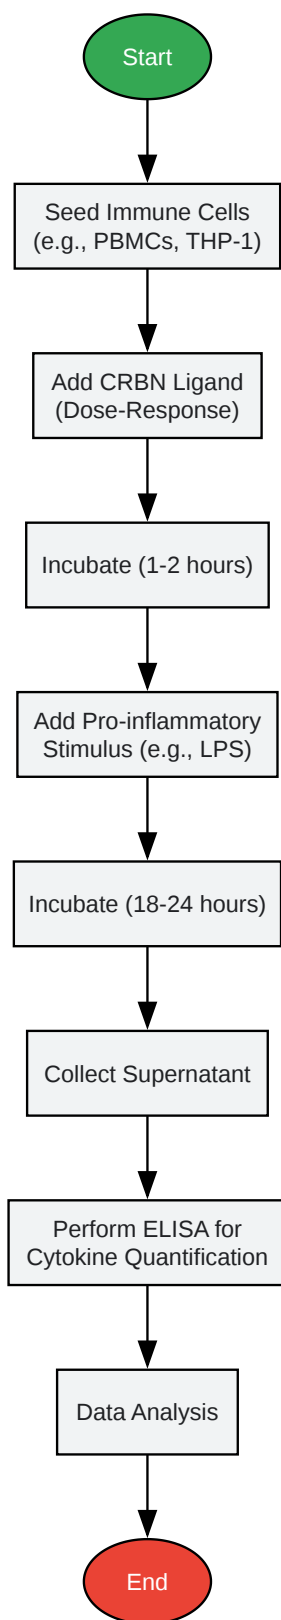 Start
Seed Immune Cells
(e.g., PBMCs, THP-1)
Add CRBN Ligand
(Dose-Response)
Incubate (1-2 hours)
Add Pro-inflammatory
Stimulus (e.g., LPS)
Incubate (18-24 hours)
Collect Supernatant
Perform ELISA for
Cytokine Quantification
Data Analysis
End